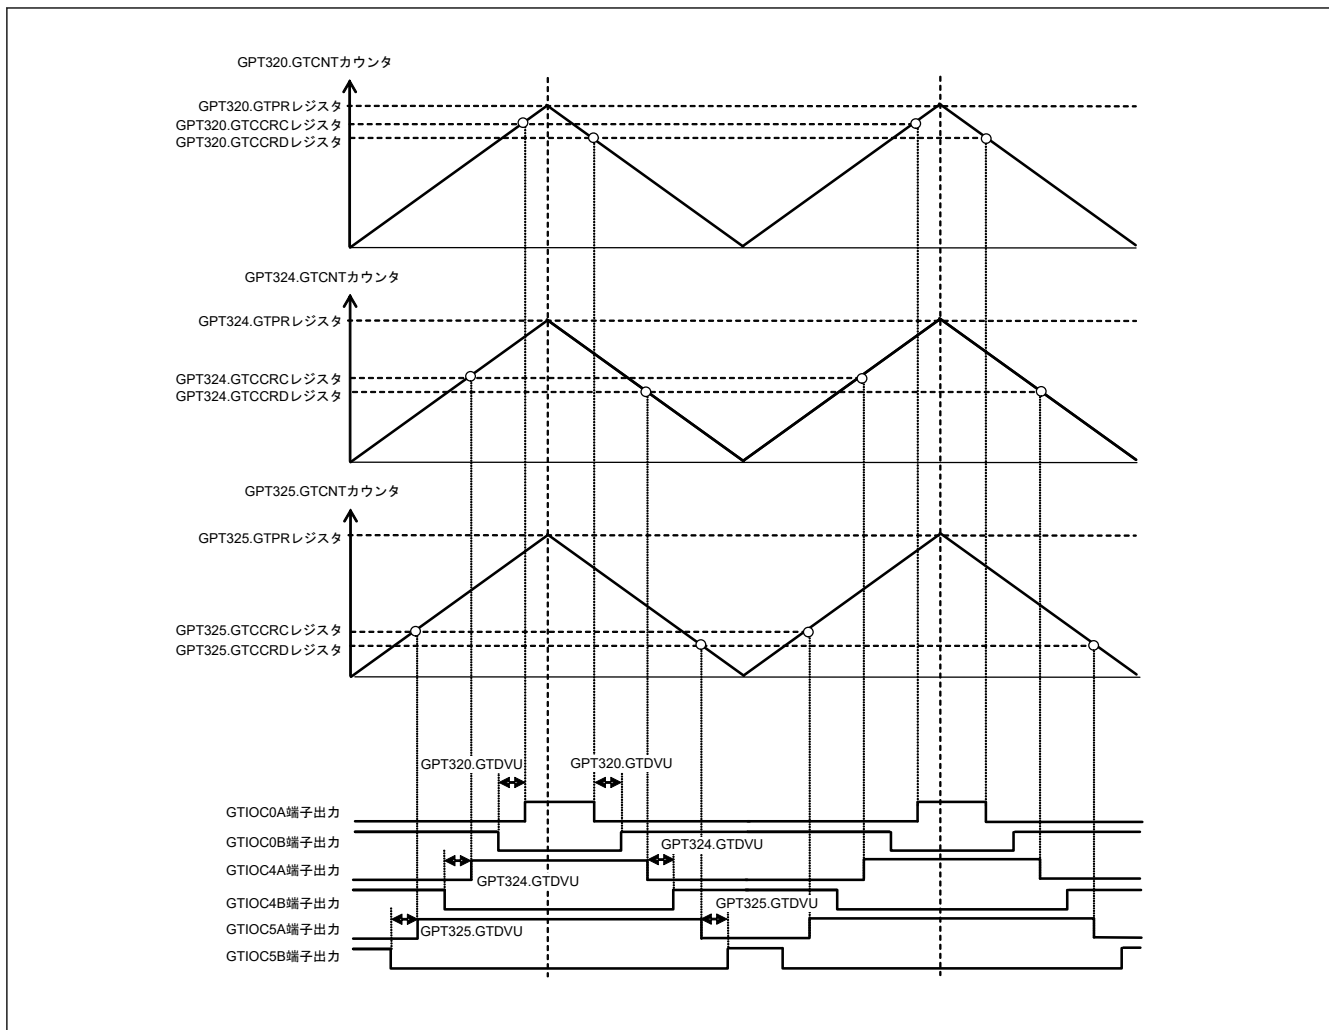 GPT320.GTCNTカウンタ
GPT320.GTPRレジスタ
GPT320.GTCCRCレジスタ
GPT320.GTCCRDレジスタ
GPT324.GTCNTカウンタ
GPT324.GTPRレジスタ
GPT324.GTCCRCレジスタ
GPT324.GTCCRDレジスタ
GPT325.GTCNTカウンタ
GPT325.GTPRレジスタ
GPT325.GTCCRCレジスタ
GPT325.GTCCRDレジスタ
GPT320.GTDVU
GPT320.GTDVU
GTIOC0A端子出力
GTIOC0B端子出力
GPT324.GTDVU
GTIOC4A端子出力
GPT324.GTDVU
GTIOC4B端子出力
GPT325.GTDVU
GTIOC5A端子出力
GPT325.GTDVU
GTIOC5B端子出力